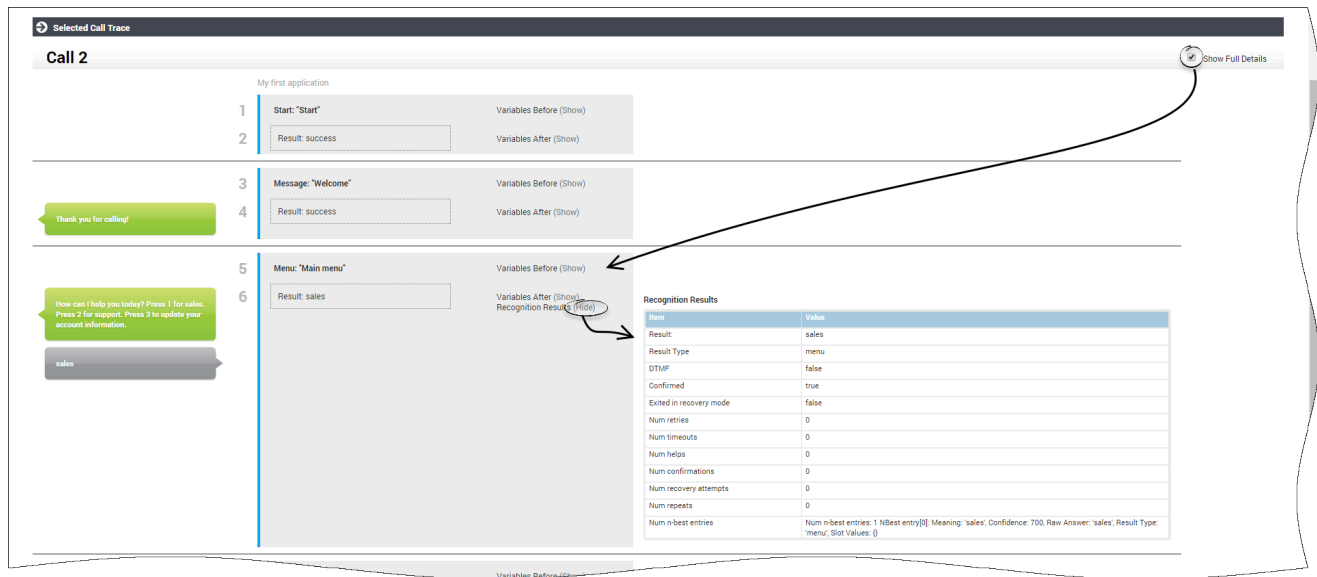 Selected Call Trace
Call 2
Show Full Details
My first application
1
Start: "Start"
Variables Before (Show)
2
Result: success
Variables After (Show)
3
Message: "Welcome"
Variables Before (Show)
Thank you for calling!
4
Result: success
Variables After (Show)
5
Menu: "Main menu"
Variables Before (Show)
How can I help you today? Press 1 for sales.
Press 2 for support. Press 3 to update your
account information.
sales
6
Result: sales
Variables After (Show)
Recognition Results (Hide)
Recognition Results
Item Value
Result: sales
Result Type menu
DTMF false
Confirmed true
Exited in recovery mode false
Num retries 0
Num timeouts 0
Num helps 0
Num confirmations 0
Num recovery attempts 0
Num repeats 0
Num n-best entries Num n-best entries: 1 NBest entry[0]: Meaning: 'sales', Confidence: 700, Raw Answer: 'sales', Result Type:
'menu', Slot Values: {}
Variables Before (Show)